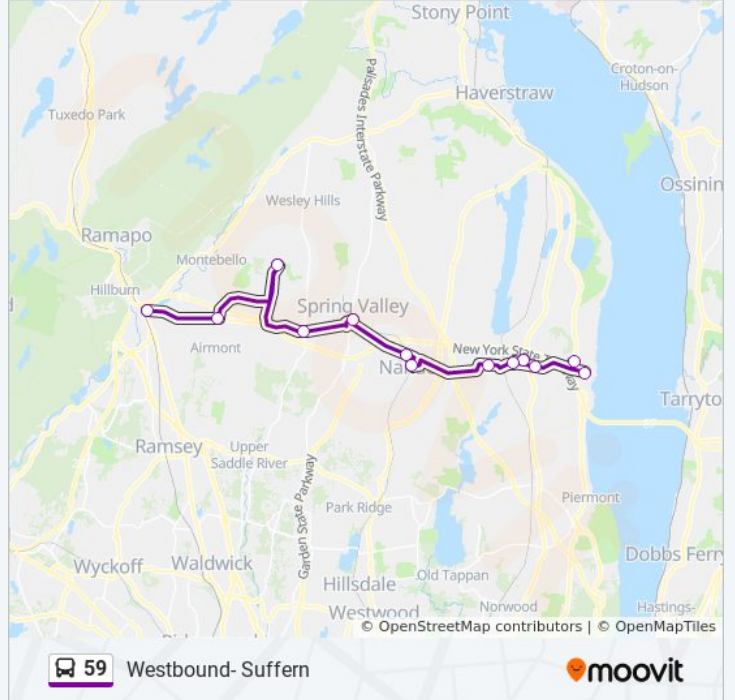 Stony Point
Croton-on-
Hudson
Haverstraw
Tuxedo Park
Palisades Interstate Parkway
Ossinin
Wesley Hills
Ramapo
Montebello
Hillburn
Spring Valley
Airmont
New York State
way
Tarryto
Ramsey
Upper
Saddle River
Garden State Parkway
Piermont
Park Ridge
Dobbs Ferry
Wyckoff
Waldwick
Old Tappan
Hillsdale
Norwood
Hastings-
Westwood
© OpenStreetMap contributors | © OpenMapTiles
59 Westbound- Suffern
moovit